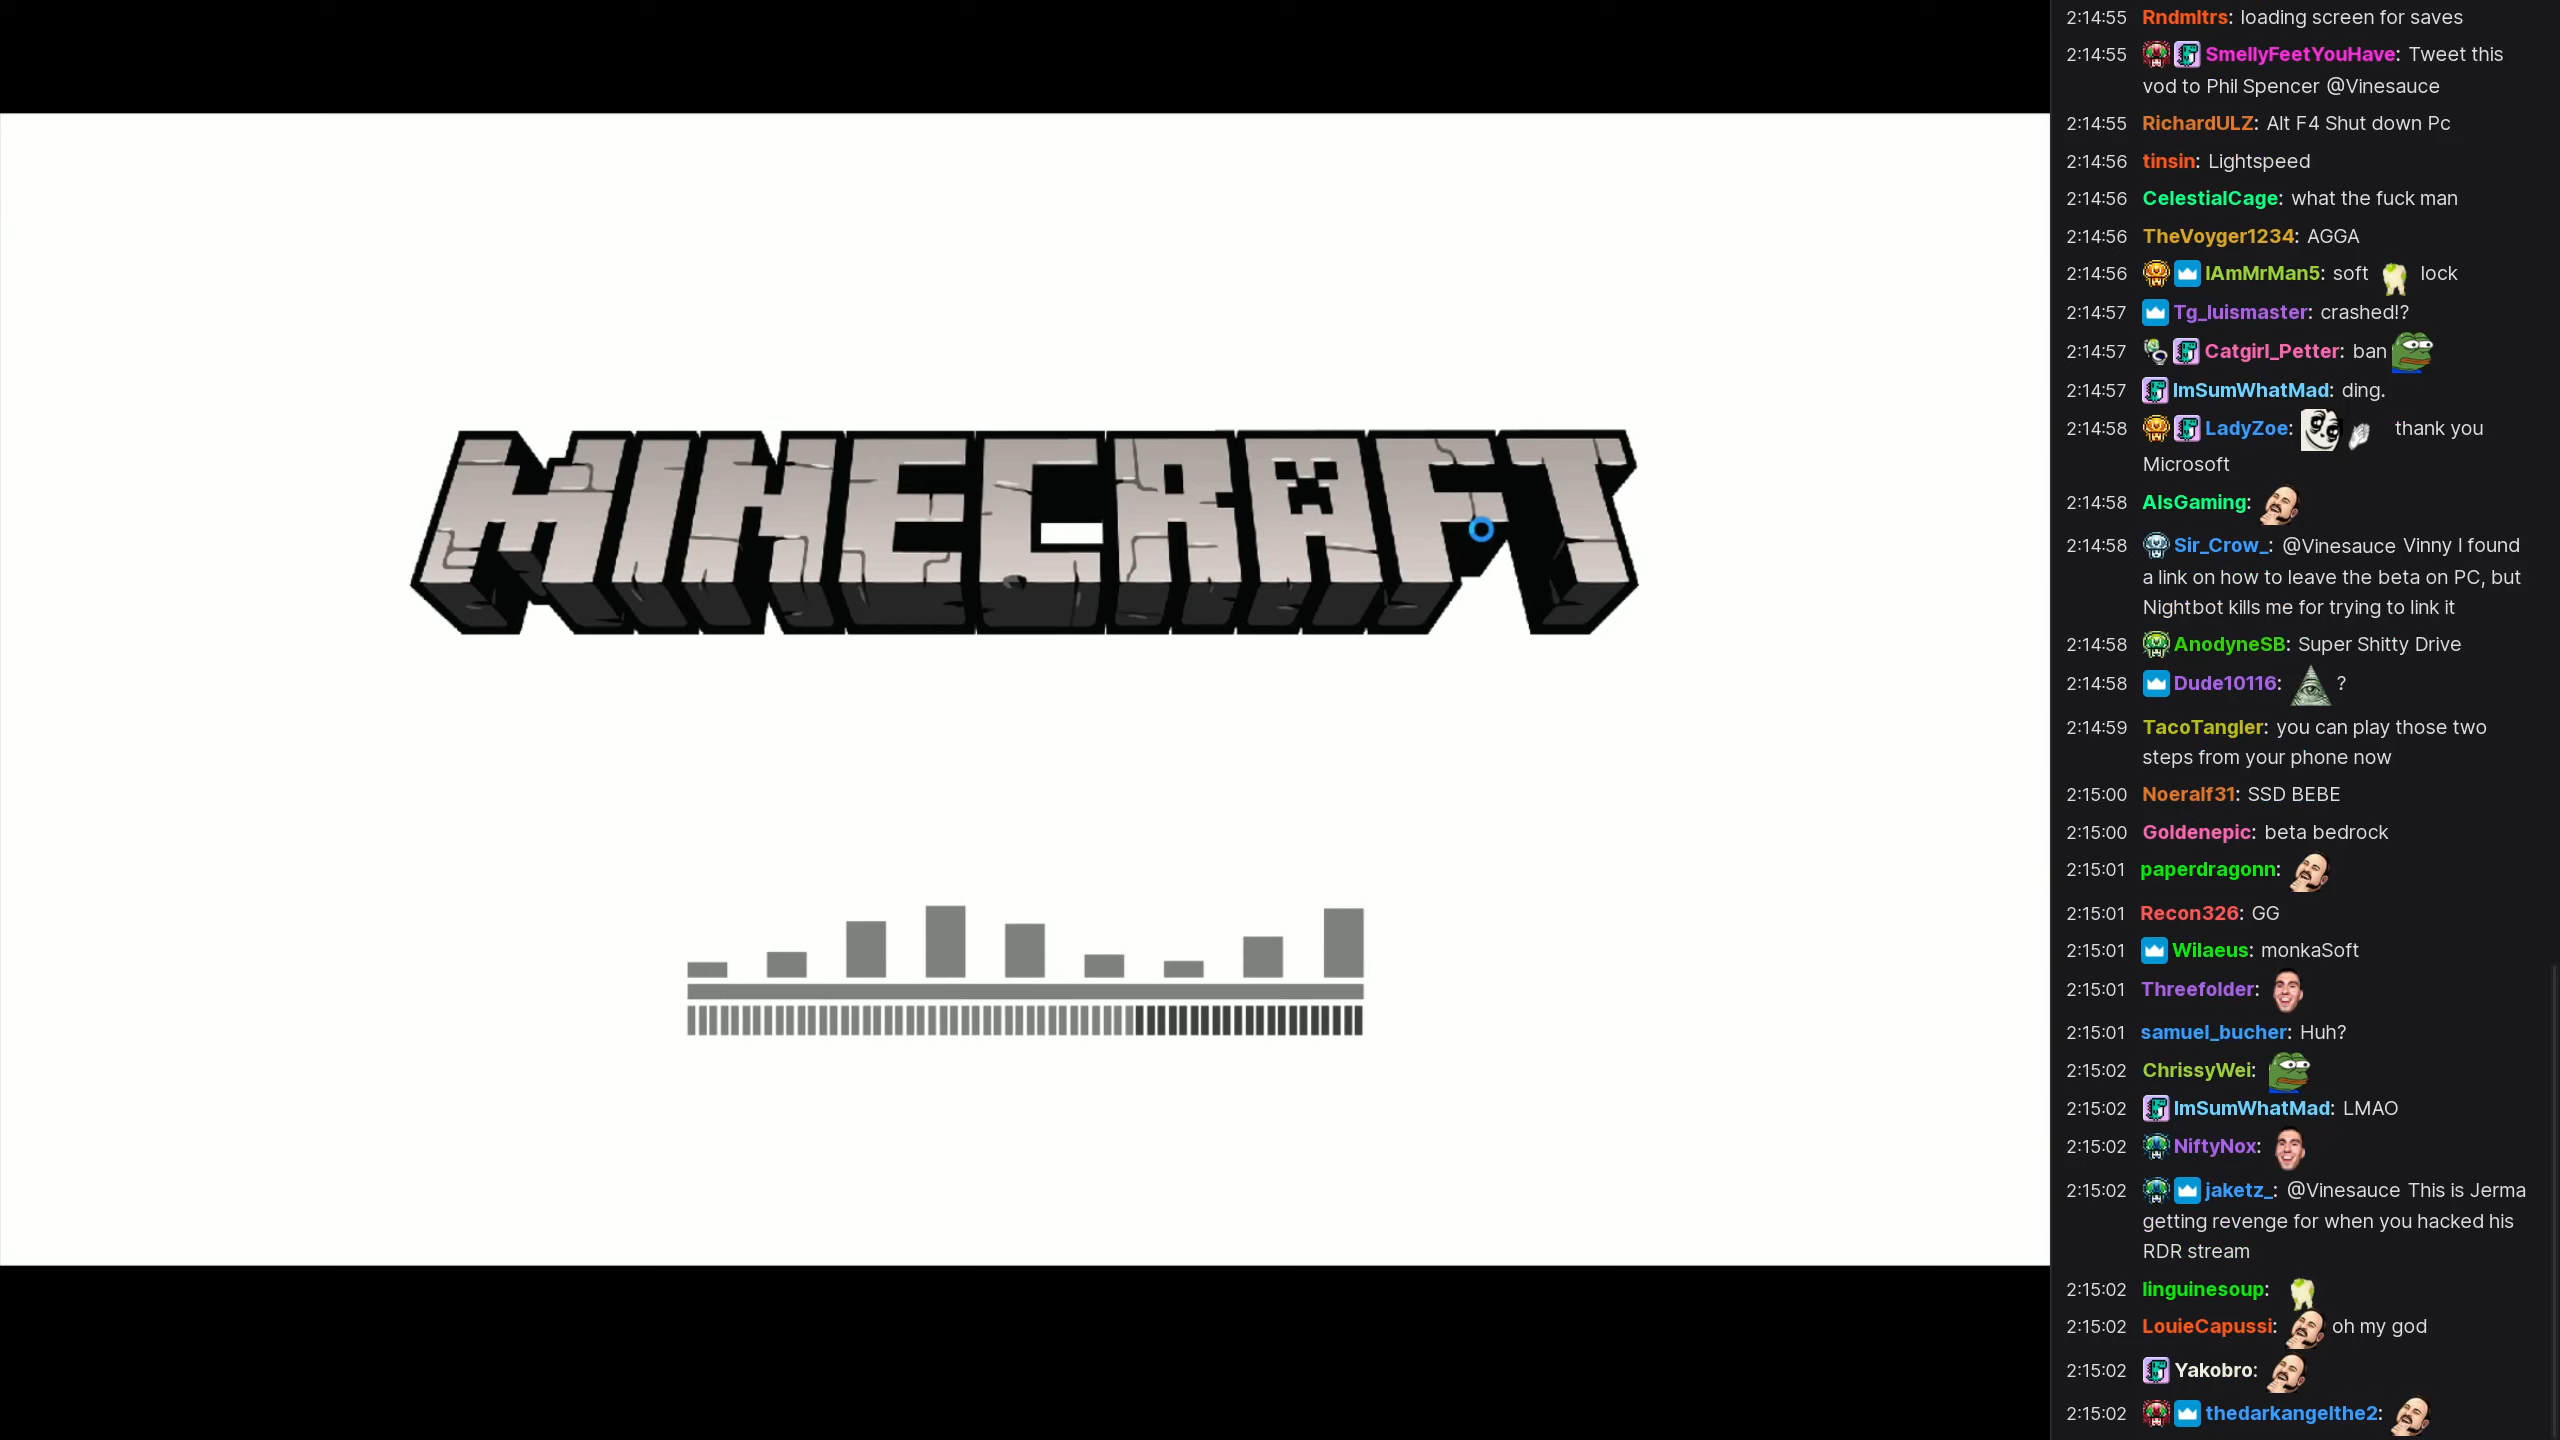 MINECRAFT
2:14:55 Rndmltrs: loading screen for saves
2:14:55 SmellyFeetYouHave: Tweet this
vod to Phil Spencer @Vinesauce
2:14:55 RichardULZ: Alt F4 Shut down Pc
2:14:56 tinsin: Lightspeed
2:14:56 CelestialCage: what the fuck man
2:14:56 TheVoyger1234: AGGA
2:14:56 IAmMrMan5: soft lock
2:14:57 Tg_luismaster: crashed!?
2:14:57 Catgirl_Petter: ban
2:14:57 ImSumWhatMad: ding.
2:14:58 LadyZoe: thank you
Microsoft
2:14:58 AlsGaming:
2:14:58 Sir_Crow_: @Vinesauce Vinny I found
a link on how to leave the beta on PC, but
Nightbot kills me for trying to link it
2:14:58 AnodyneSB: Super Shitty Drive
2:14:58 Dude10116: ?
2:14:59 TacoTangler: you can play those two
steps from your phone now
2:15:00 Noeralf31: SSD BEBE
2:15:00 Goldenepic: beta bedrock
2:15:01 paperdragonn:
2:15:01 Recon326: GG
2:15:01 Wilaeus: monkaSoft
2:15:01 Threefolder:
2:15:01 samuel_bucher: Huh?
2:15:02 ChrissyWei:
2:15:02 ImSumWhatMad: LMAO
2:15:02 NiftyNox:
2:15:02 jaketz_: @Vinesauce This is Jerma
getting revenge for when you hacked his
RDR stream
2:15:02 linguinesoup:
2:15:02 LouieCapussi: oh my god
2:15:02 Yakobro:
2:15:02 thedarkangelthe2: